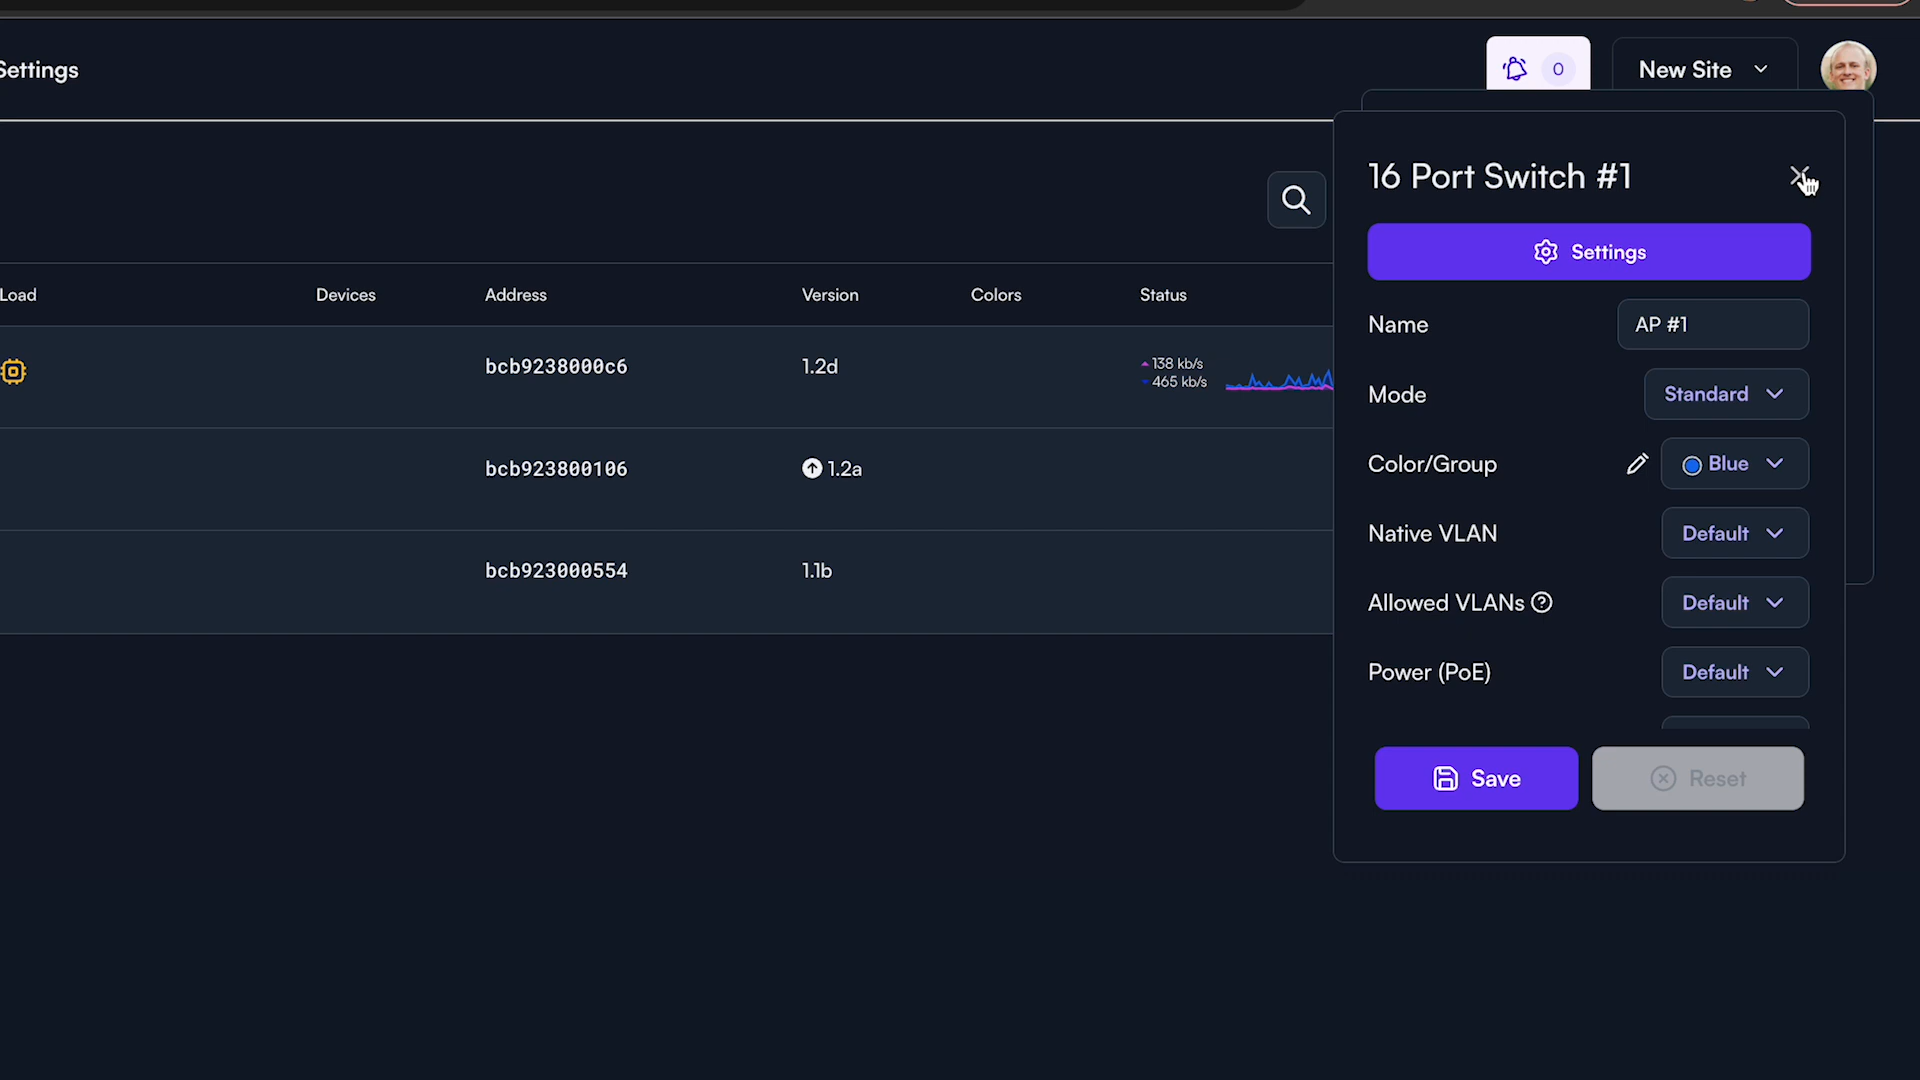 Settings
0
New Site
16 Port Switch #1
Settings
Load
Devices
Address
Version
Colors
Status
Name
AP #1
bcb9238000c6
1.2d
138 kb/s
465 kb/s
Mode
Standard
Color/Group
Blue
bcb923800106
1.2a
Native VLAN
Default
bcb923000554
1.1b
Allowed VLANs
Default
Power (PoE)
Default
Save
Reset